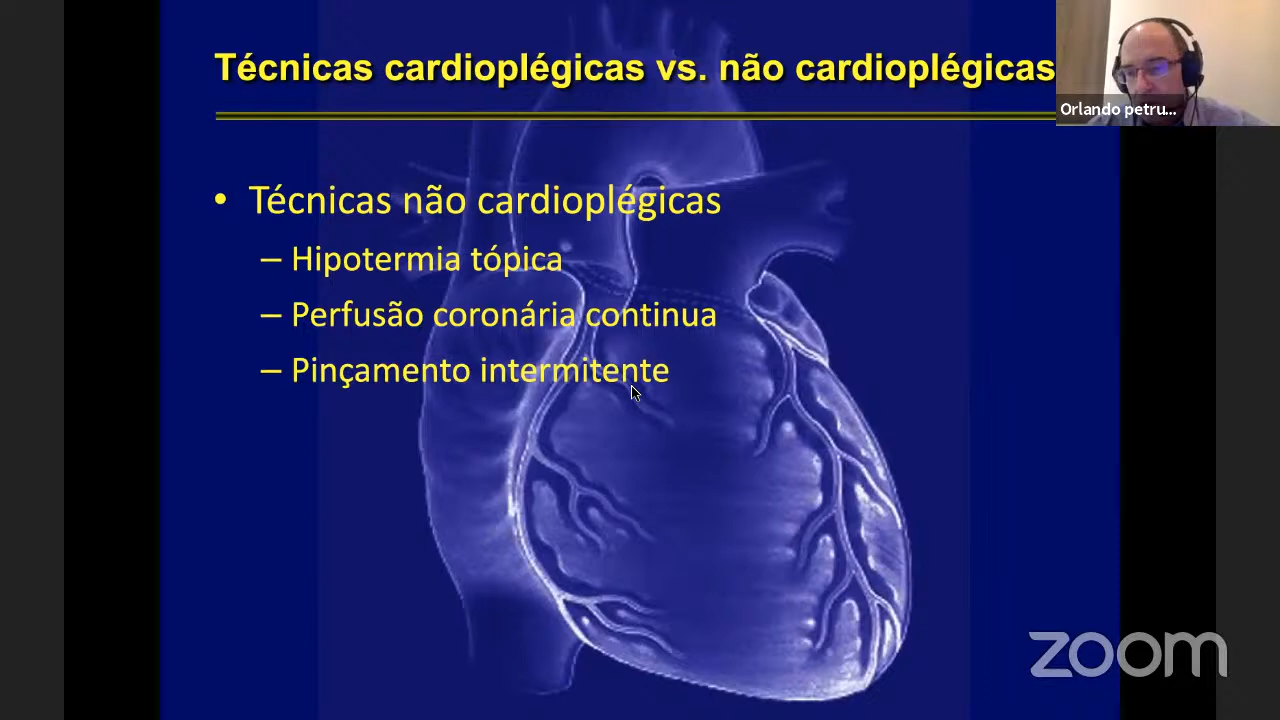 Técnicas cardioplégicas vs. não cardioplégicas
Orlando petru...
• Técnicas não cardioplégicas
– Hipotermia tópica
– Perfusão coronária continua
– Pinçamento intermitente
zoom